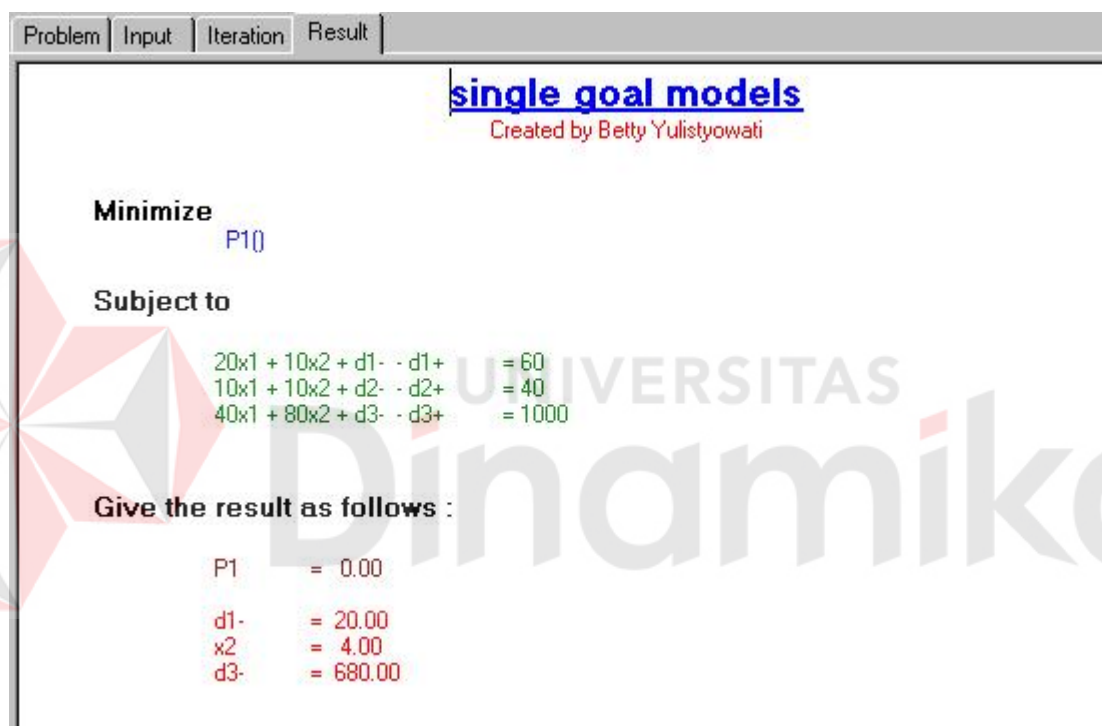 Problem Input Iteration Result
single goal models
Created by Betty Yulistyowati
Minimize
P1()
Subject to
20x1 + 10x2 + d1- - d1+ = 60
10x1 + 10x2 + d2- - d2+ = 40
40x1 + 80x2 + d3- - d3+ = 1000
UNIVERSITAS
Dinamika
Give the result as follows :
P1 = 0.00
d1- = 20.00
x2 = 4.00
d3- = 680.00